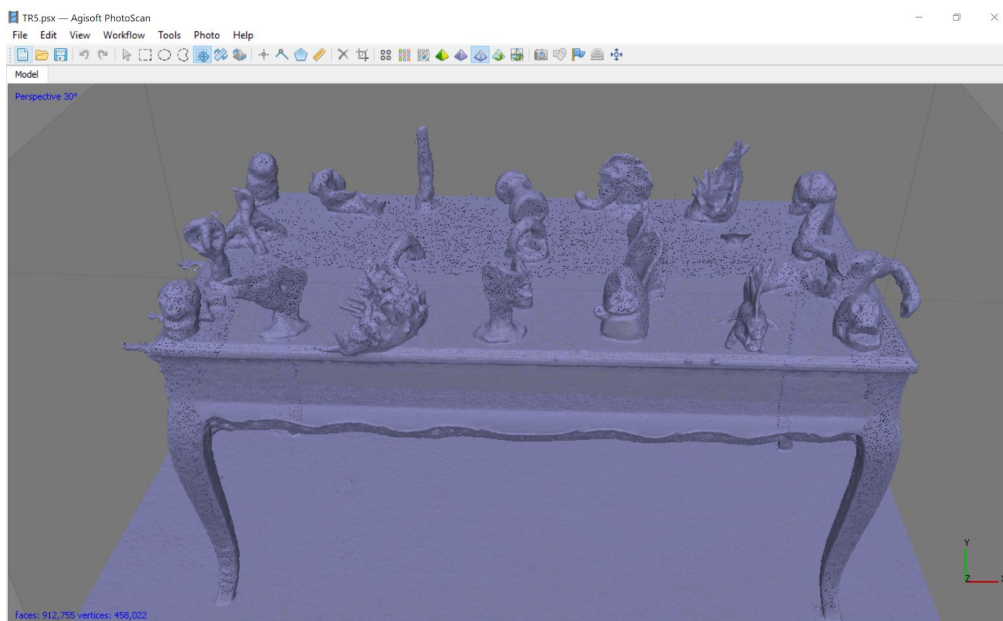 TR5.psx — Agisoft PhotoScan
File Edit View Workflow Tools Photo Help
Model
Perspective 30°
Y
Z
faces: 912,755 vertices: 458,022